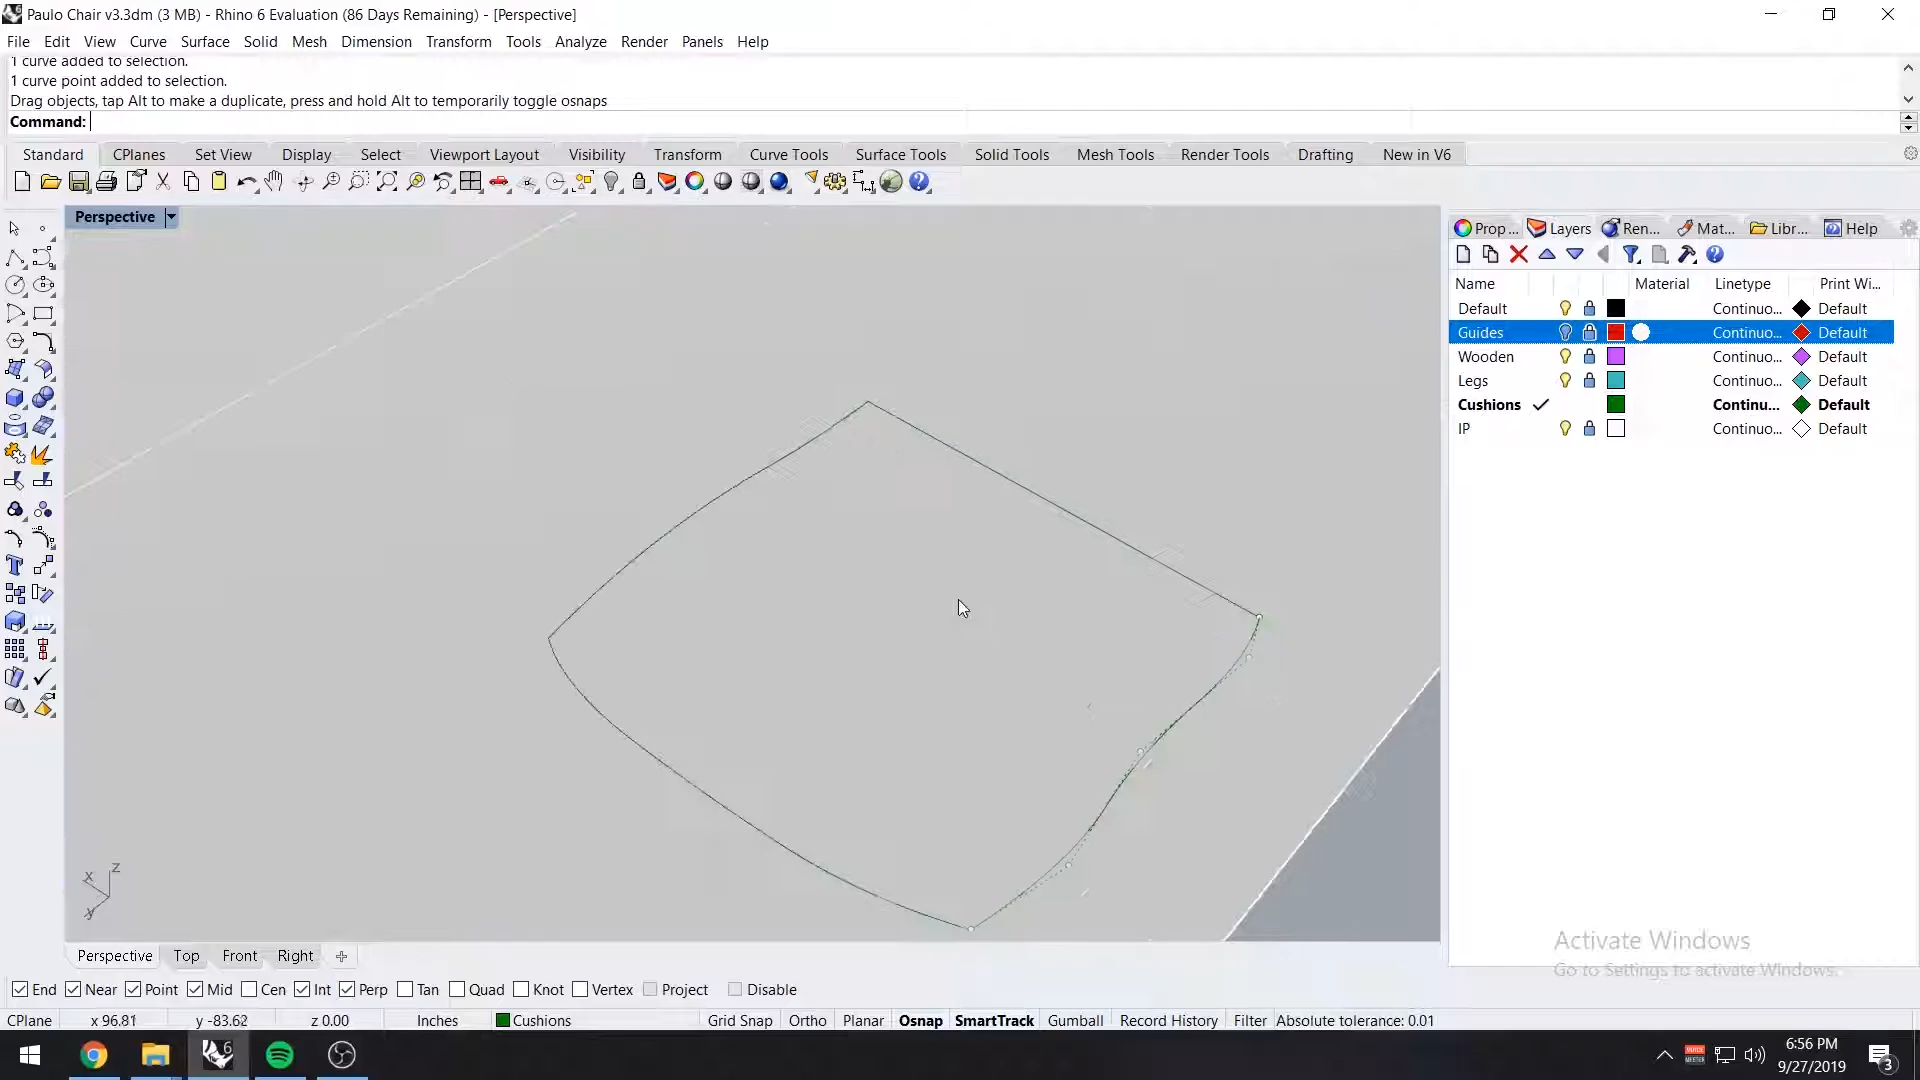 Paulo Chair v3.3dm (3 MB) - Rhino 6 Evaluation (86 Days Remaining) - [Perspective]
File Edit View Curve Surface Solid Mesh Dimension Transform Tools Analyze Render Panels Help
1 curve added to selection.
1 curve point added to selection.
Drag objects, tap Alt to make a duplicate, press and hold Alt to temporarily toggle osnaps
Command:
Standard CPlanes Set View Display Select Viewport Layout Visibility Transform Curve Tools Surface Tools Solid Tools Mesh Tools Render Tools Drafting New in V6
Perspective
Prop... Layers Ren... Mat... Libr... Help
Name Material Linetype Print Wi...
Default Continuo... Default
Guides Continuo... Default
Wooden Continuo... Default
Legs Continuo... Default
Cushions Continu... Default
IP Continuo... Default
z
x
y
Activate Windows
Go to Settings to activate Windows.
Perspective Top Front Right
End Near Point Mid Cen Int Perp Tan Quad Knot Vertex Project Disable
CPlane x 96.81 y -83.62 z 0.00 Inches Cushions Grid Snap Ortho Planar Osnap SmartTrack Gumball Record History Filter Absolute tolerance: 0.01
6:56 PM
9/27/2019
3